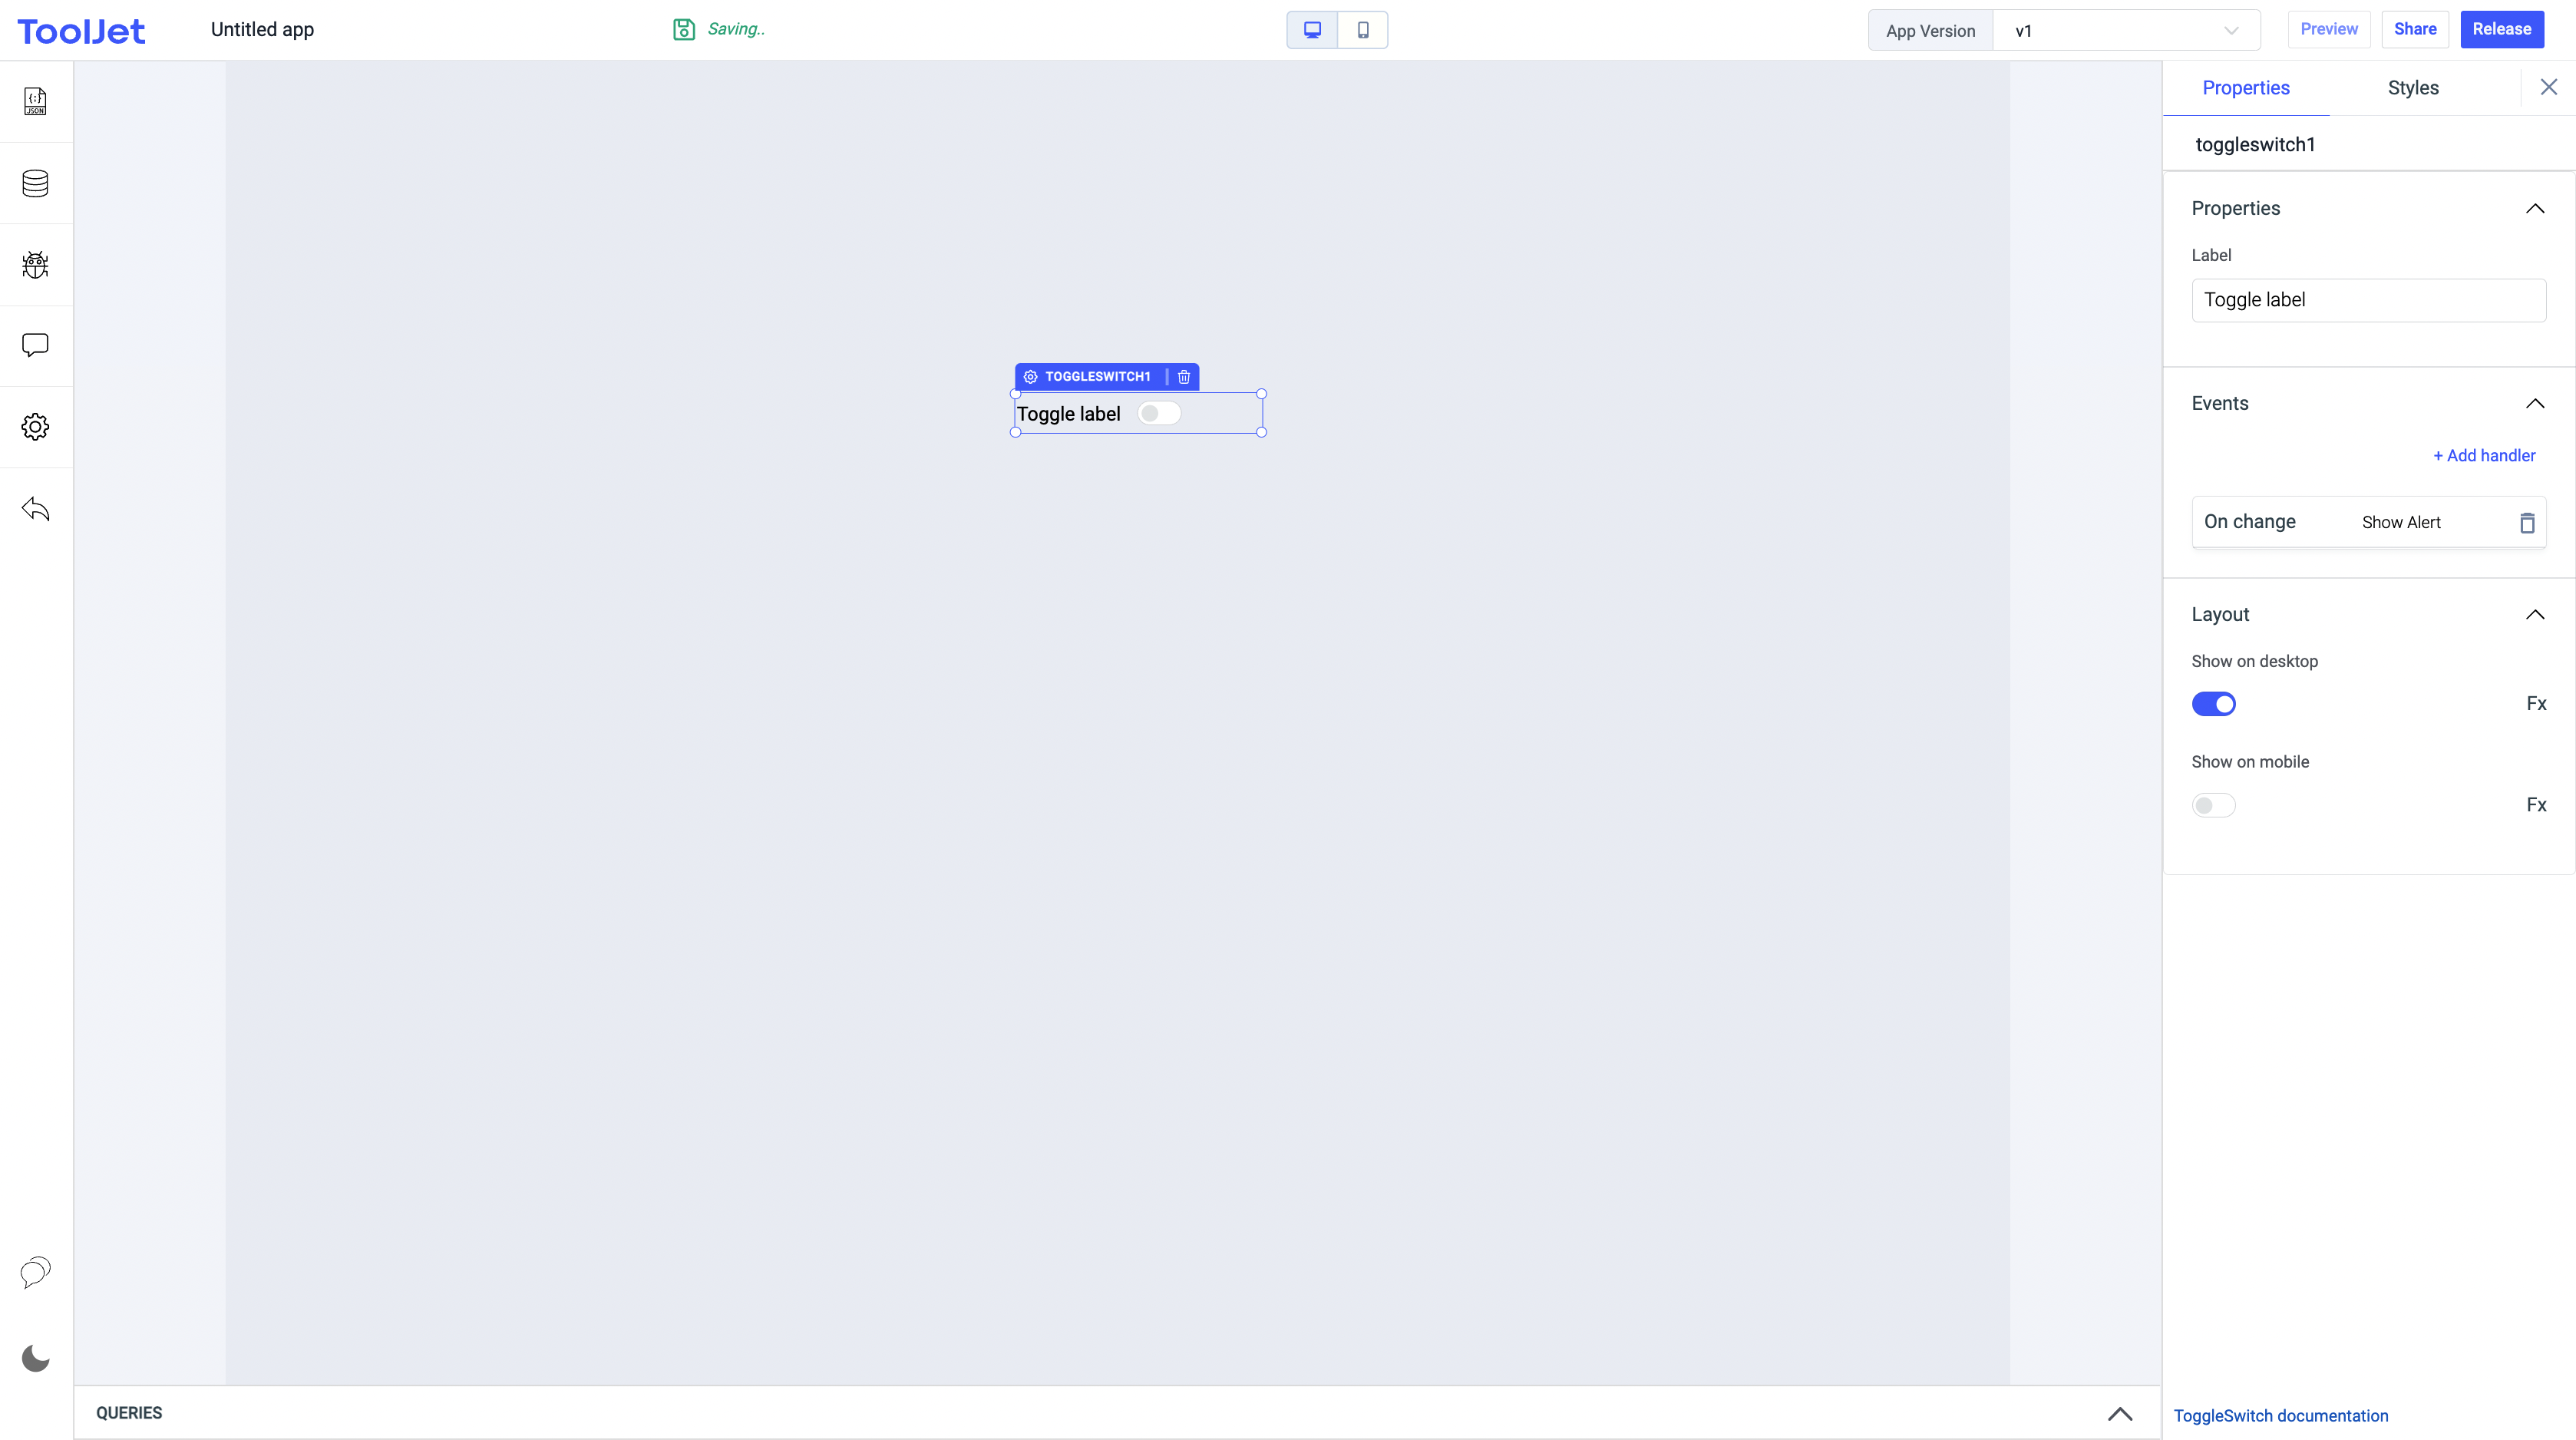 ToolJet
Untitled app
Saving..
App Version
v1
Preview
Share
Release
JSON
Properties
Styles
toggleswitch1
Properties
Label
Toggle label
TOGGLESWITCH1
Toggle label
Events
+ Add handler
On change
Show Alert
Layout
Show on desktop
Fx
Show on mobile
Fx
QUERIES
ToggleSwitch documentation